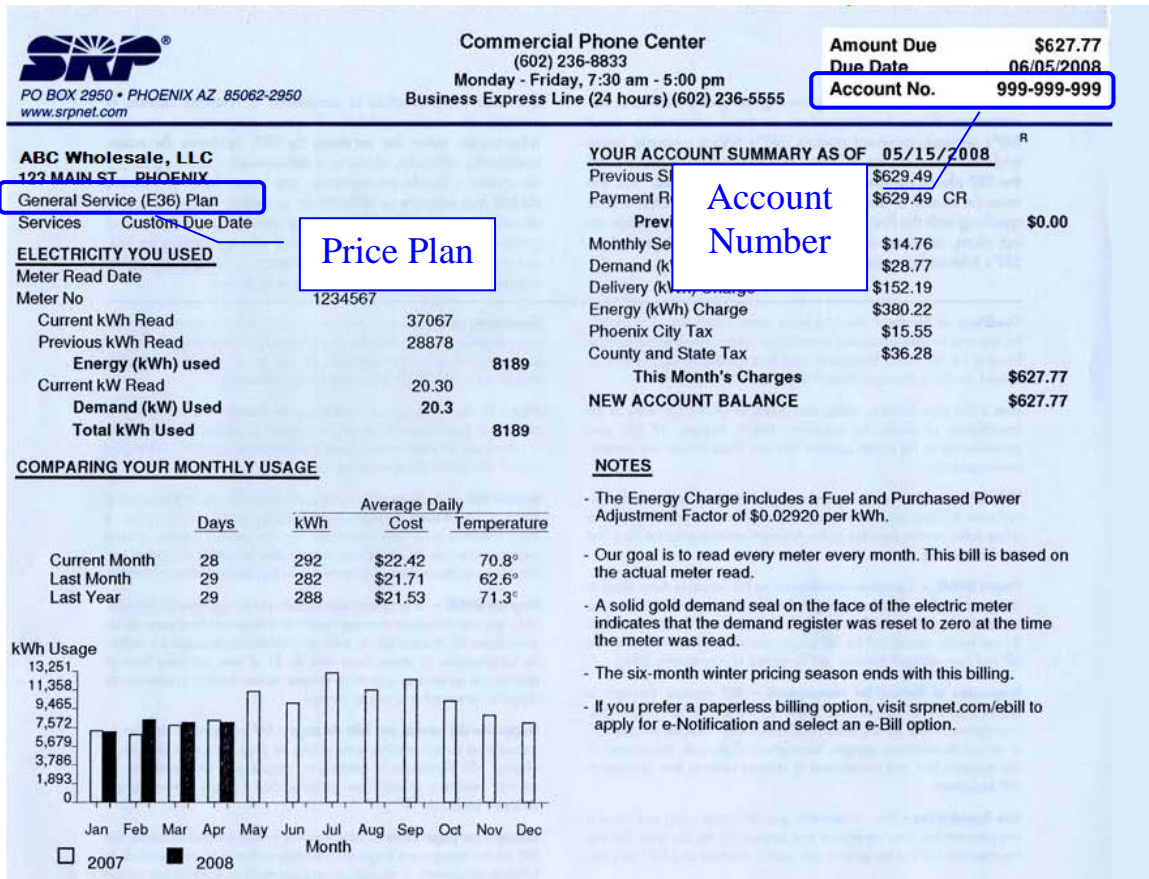 SRP®
PO BOX 2950 • PHOENIX AZ 85062-2950
www.srpnet.com
Commercial Phone Center
(602) 236-8833
Monday - Friday, 7:30 am - 5:00 pm
Business Express Line (24 hours) (602) 236-5555
Amount Due $627.77
Due Date 06/05/2008
Account No. 999-999-999
R
ABC Wholesale, LLC
123 MAIN ST PHOENIX
General Service (E36) Plan
Services Custom Due Date
Price Plan
ELECTRICITY YOU USED
Meter Read Date
Meter No 1234567
Current kWh Read 37067
Previous kWh Read 28878
Energy (kWh) used 8189
Current kW Read 20.30
Demand (kW) Used 20.3
Total kWh Used 8189
YOUR ACCOUNT SUMMARY AS OF 05/15/2008
Previous $629.49
Payment $629.49 CR
$0.00
Monthly $14.76
Demand $28.77
Delivery Charge $152.19
Energy (kWh) Charge $380.22
Phoenix City Tax $15.55
County and State Tax $36.28
This Month's Charges $627.77
NEW ACCOUNT BALANCE $627.77
Account
Number
COMPARING YOUR MONTHLY USAGE
Average Daily
Days kWh Cost Temperature
Current Month 28 292 $22.42 70.8°
Last Month 29 282 $21.71 62.6°
Last Year 29 288 $21.53 71.3°
NOTES
- The Energy Charge includes a Fuel and Purchased Power
Adjustment Factor of $0.02920 per kWh.
- Our goal is to read every meter every month. This bill is based on
the actual meter read.
- A solid gold demand seal on the face of the electric meter
indicates that the demand register was reset to zero at the time
the meter was read.
- The six-month winter pricing season ends with this billing.
- If you prefer a paperless billing option, visit srpnet.com/ebill to
apply for e-Notification and select an e-Bill option.
kWh Usage
13,251
11,358
9,465
7,572
5,679
3,786
1,893
0
Jan Feb Mar Apr May Jun Jul Aug Sep Oct Nov Dec
Month
2007 2008